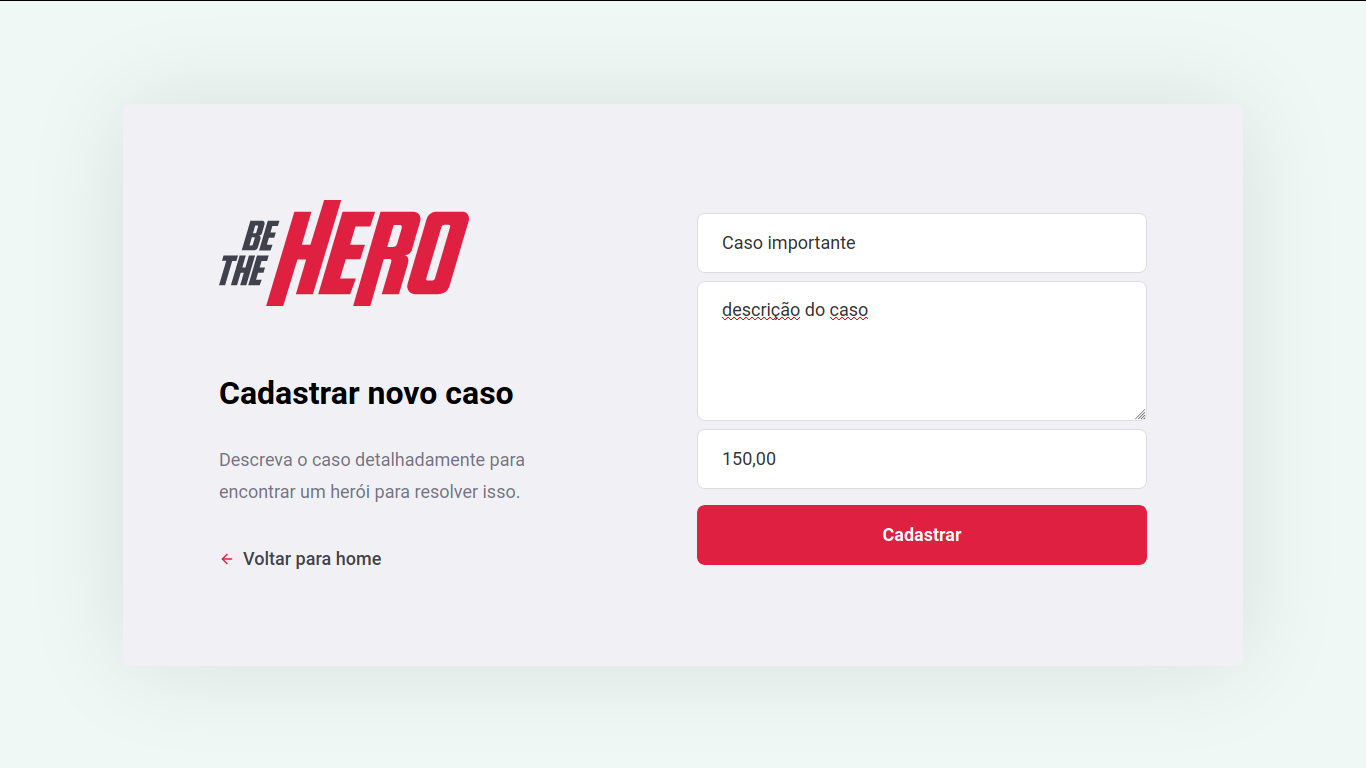 BE
THE HERO
Cadastrar novo caso
Descreva o caso detalhadamente para
encontrar um herói para resolver isso.
Voltar para home
Caso importante
descrição do caso
150,00
Cadastrar